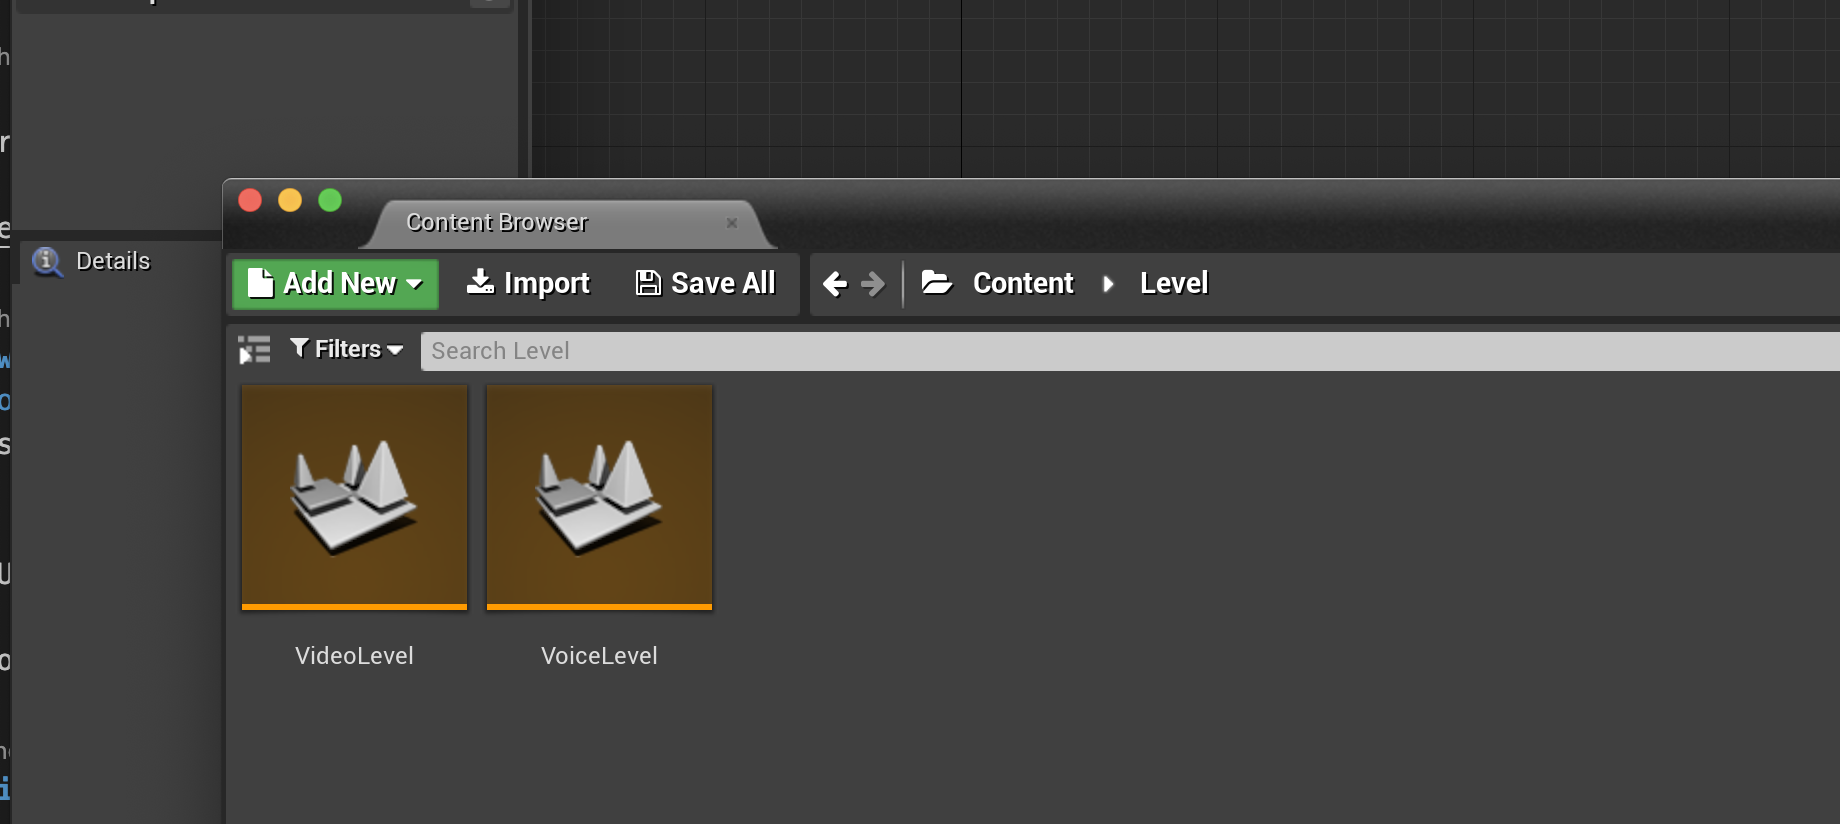 Content Browser
Details
Add New
Import
Save All
Content
Level
Filters
Search Level
VideoLevel
VoiceLevel